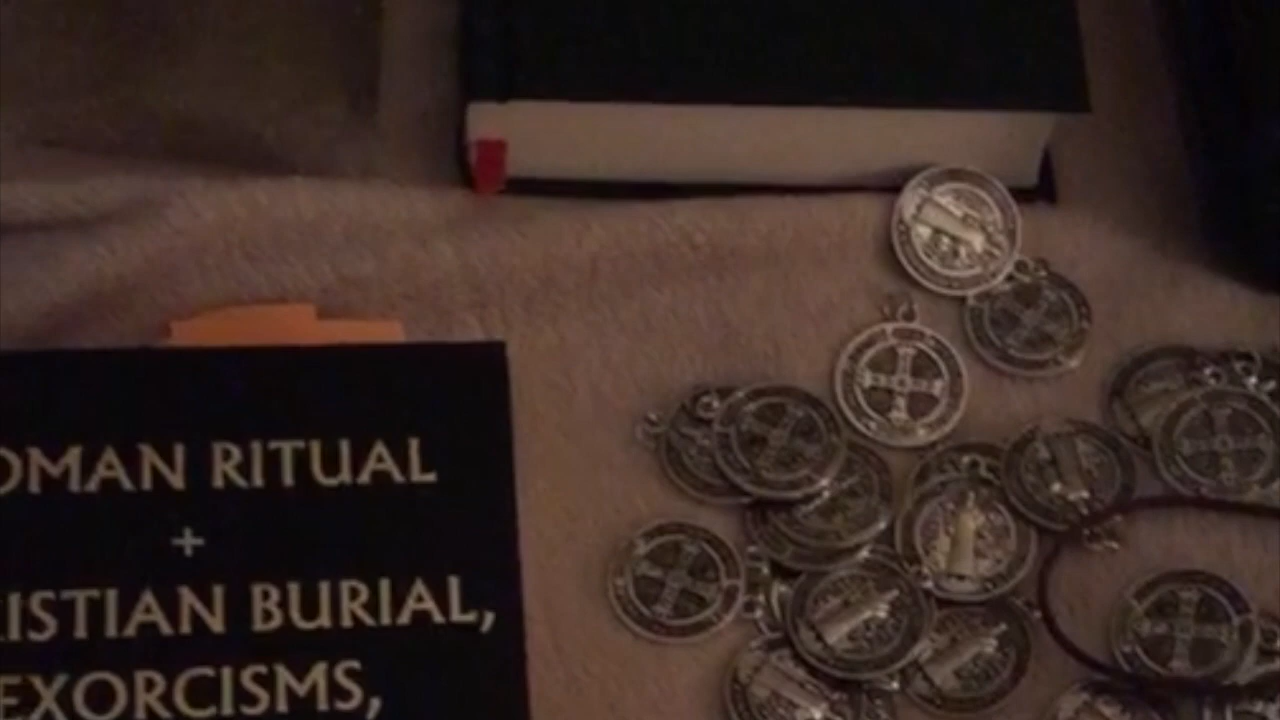 OMAN RITUAL
+
ISTIAN BURIAL,
EXORCISMS,